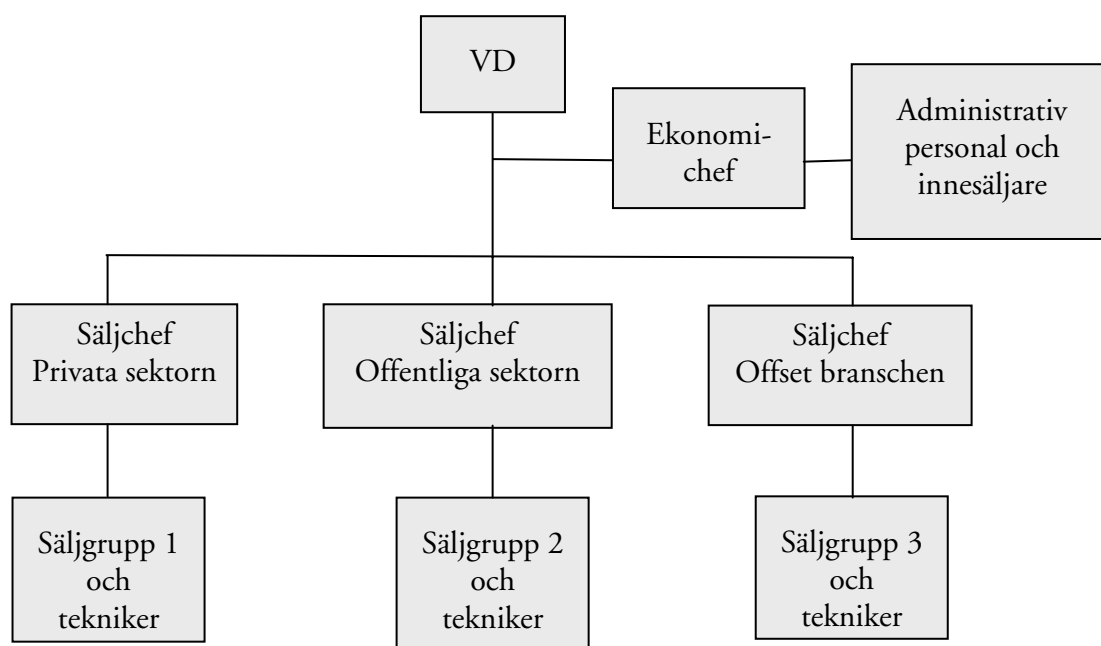 VD
Ekonomi-
chef
Administrativ
personal och
innesäljare
Säljchef
Privata sektorn
Säljchef
Offentliga sektorn
Säljchef
Offset branschen
Säljgrupp 1
och
tekniker
Säljgrupp 2
och
tekniker
Säljgrupp 3
och
tekniker